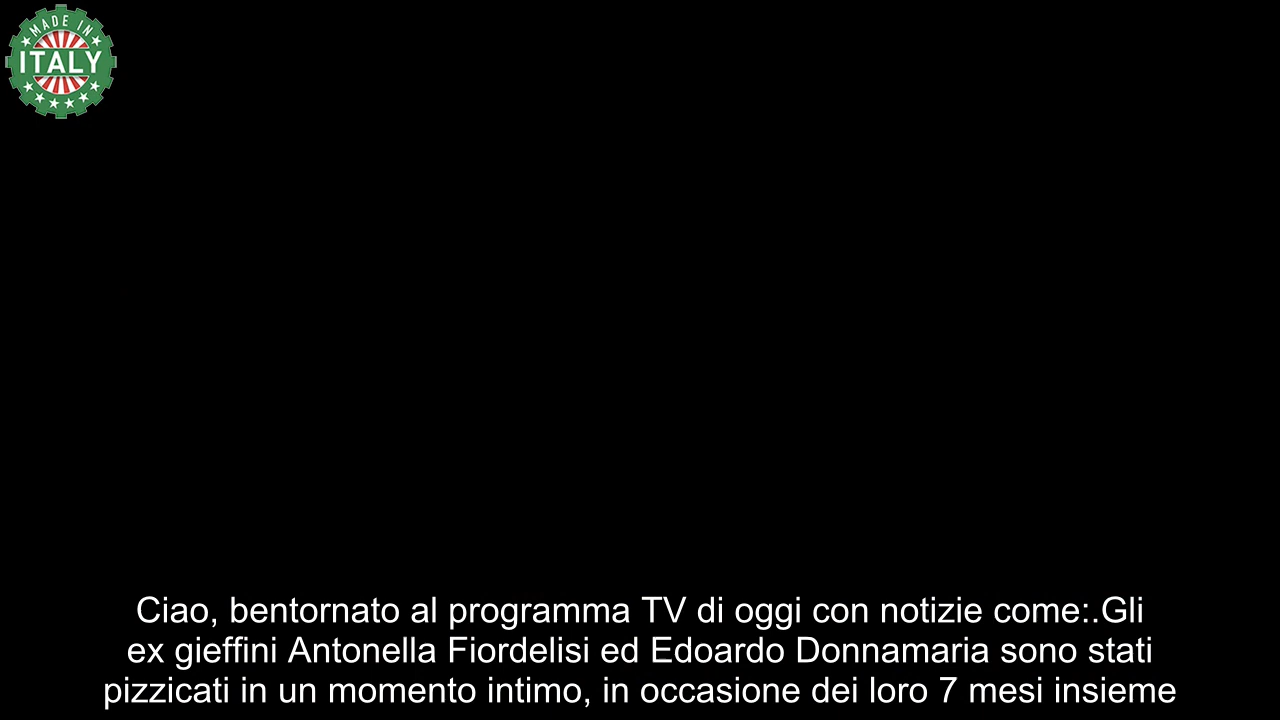 MADE IN
ITALY
Ciao, bentornato al programma TV di oggi con notizie come:.Gli
ex gieffini Antonella Fiordelisi ed Edoardo Donnamaria sono stati
pizzicati in un momento intimo, in occasione dei loro 7 mesi insieme